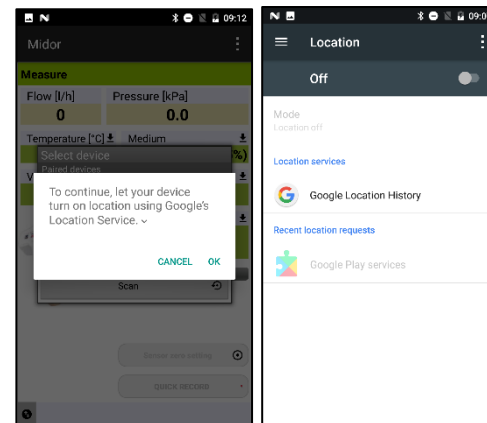 09:12
Midor
Measure
Flow [l/h] Pressure [kPa]
0 0.0
Temperature [°C] Medium
Select device %)
Paired devices
V
To continue, let your device
turn on location using Google's
Location Service.
CANCEL OK
Scan
QUICK RECORD
09:09
Location
Off
Mode
Location off
Location services
Google Location History
Recent location requests
Google Play services